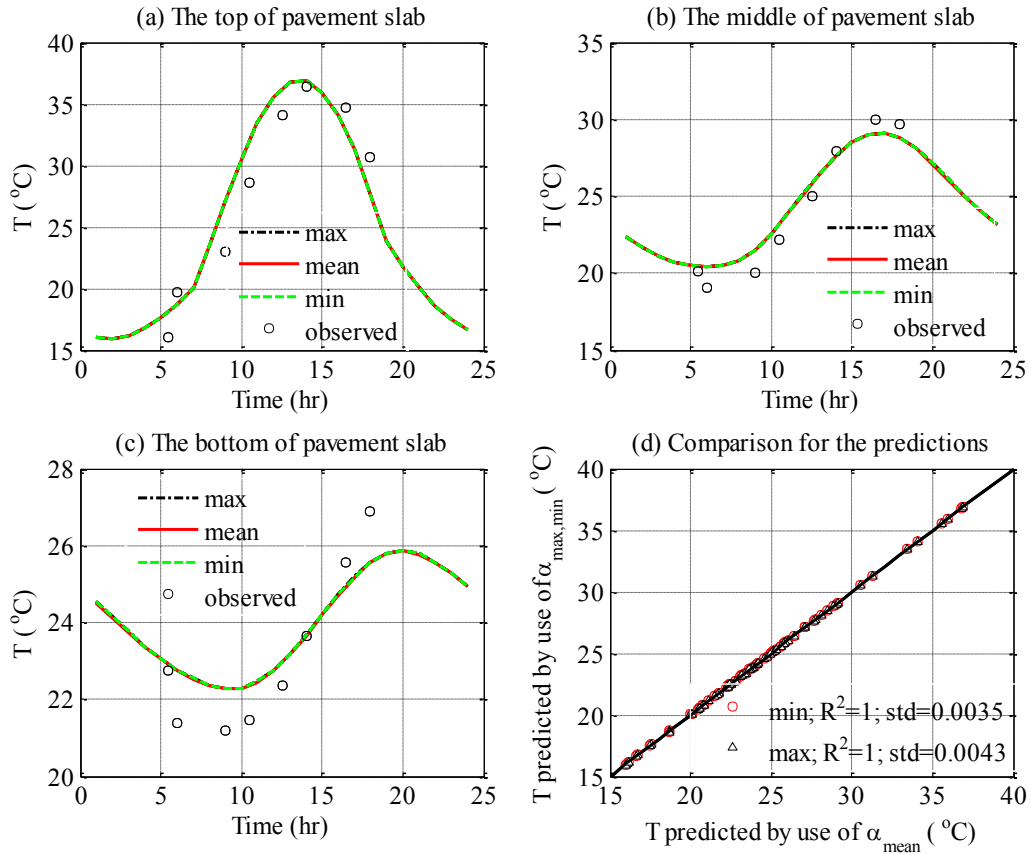 (a) The top of pavement slab
40
35
30
25
20
15
T ( °C)
max
mean
min
observed
0 5 10 15 20 25
Time (hr)
(b) The middle of pavement slab
35
30
25
20
15
T ( °C)
max
mean
min
observed
0 5 10 15 20 25
Time (hr)
(c) The bottom of pavement slab
28
26
24
22
20
T ( °C)
max
mean
min
observed
0 5 10 15 20 25
Time (hr)
(d) Comparison for the predictions
40
35
30
25
20
15
T predicted by use of α_max,min ( °C)
min; R²=1; std=0.0035
max; R²=1; std=0.0043
15 20 25 30 35 40
T predicted by use of α_mean ( °C)